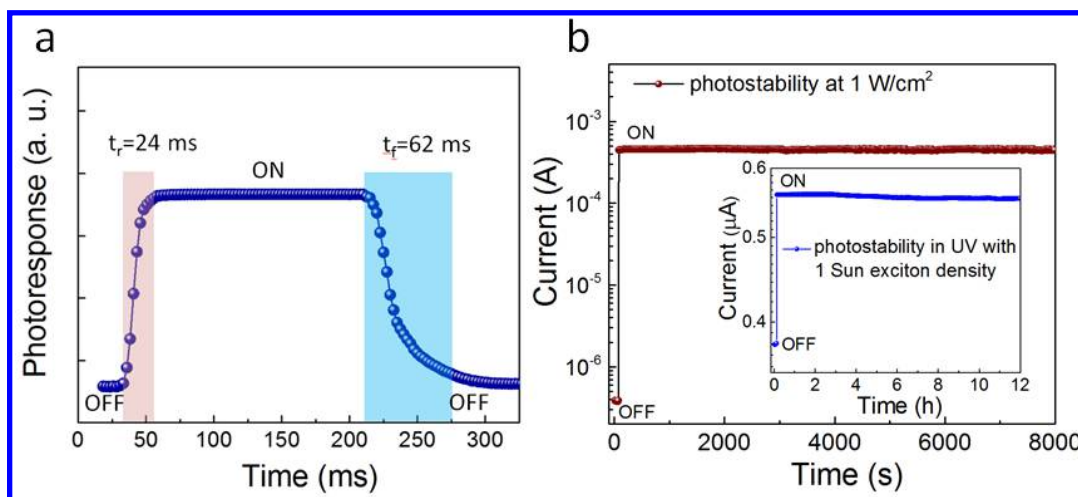 a
Photoresponse (a. u.)
tr=24 ms
tf=62 ms
ON
OFF
OFF
0 50 100 150 200 250 300
Time (ms)
b
photostability at 1 W/cm²
Current (A)
10⁻³
10⁻⁴
10⁻⁵
10⁻⁶
ON
OFF
0 2000 4000 6000 8000
Time (s)
Current (μA)
0.6
0.5
0.4
ON
photostability in UV with
1 Sun exciton density
OFF
0 2 4 6 8 10 12
Time (h)